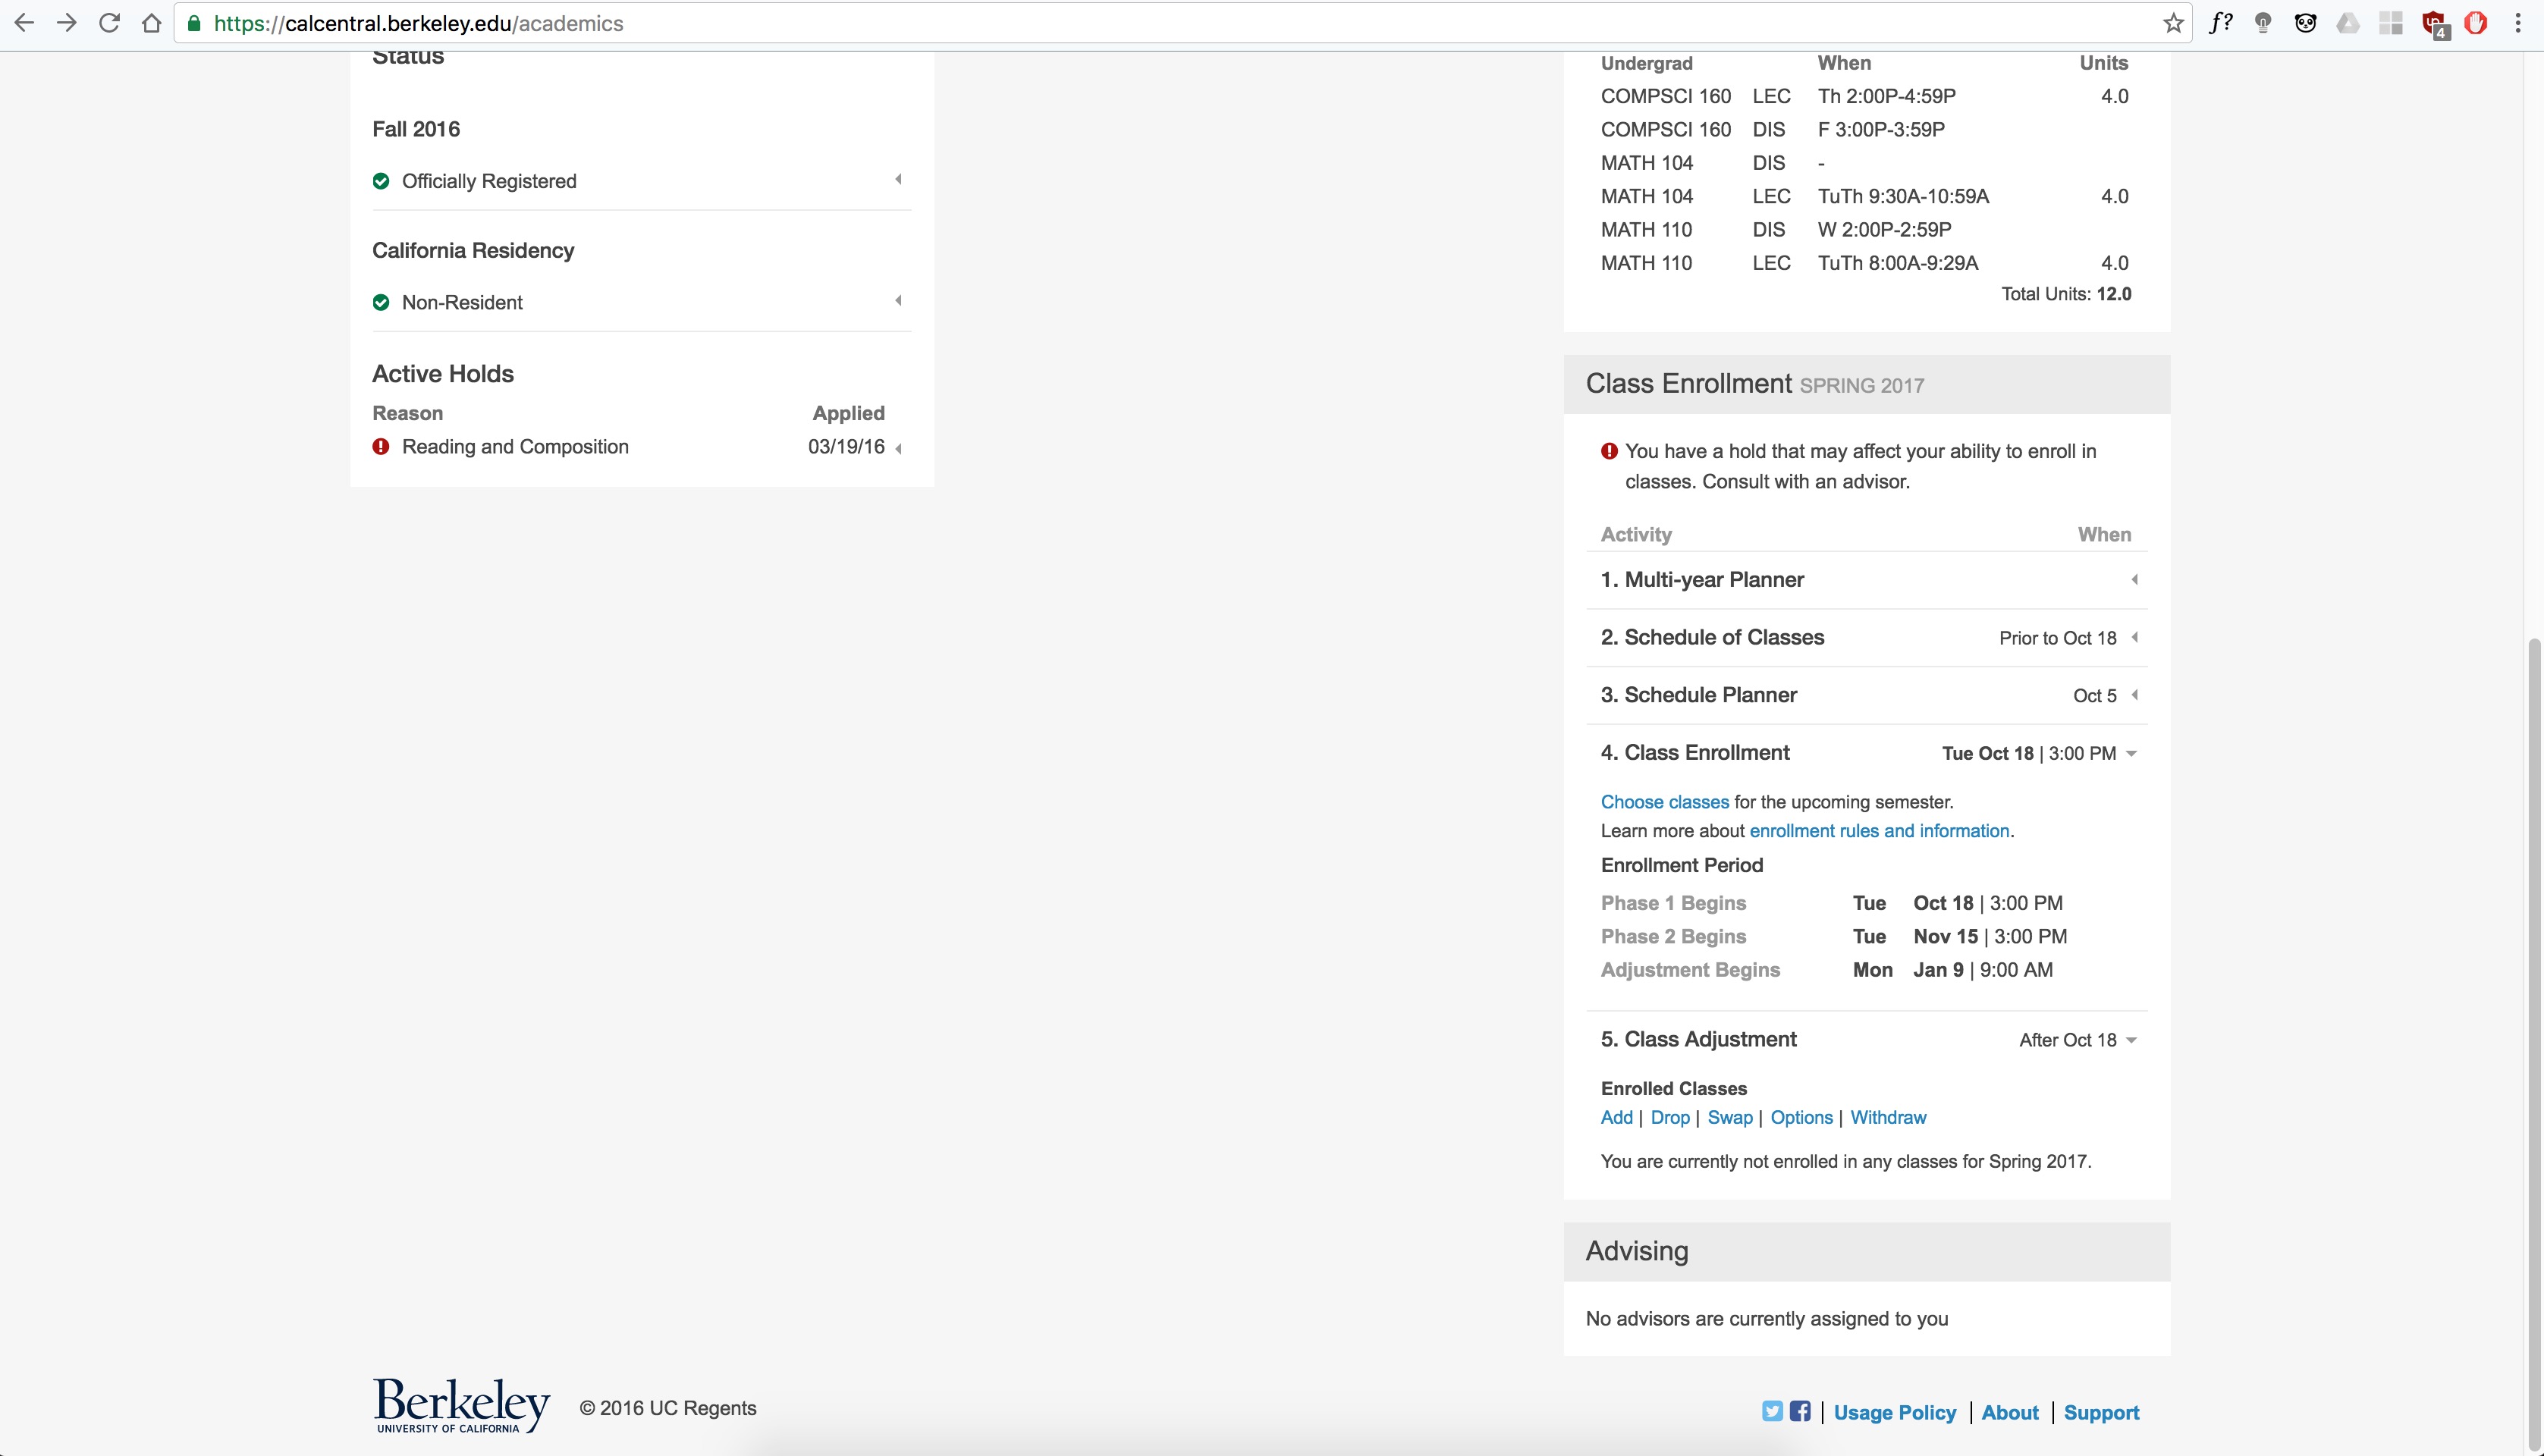 https://calcentral.berkeley.edu/academics
4
Status
Fall 2016
Officially Registered
California Residency
Non-Resident
Active Holds
Reason Applied
Reading and Composition 03/19/16
Undergrad When Units
COMPSCI 160 LEC Th 2:00P-4:59P 4.0
COMPSCI 160 DIS F 3:00P-3:59P
MATH 104 DIS -
MATH 104 LEC TuTh 9:30A-10:59A 4.0
MATH 110 DIS W 2:00P-2:59P
MATH 110 LEC TuTh 8:00A-9:29A 4.0
Total Units: 12.0
Class Enrollment SPRING 2017
You have a hold that may affect your ability to enroll in
classes. Consult with an advisor.
Activity When
1. Multi-year Planner
2. Schedule of Classes Prior to Oct 18
3. Schedule Planner Oct 5
4. Class Enrollment Tue Oct 18 | 3:00 PM
Choose classes for the upcoming semester.
Learn more about enrollment rules and information.
Enrollment Period
Phase 1 Begins Tue Oct 18 | 3:00 PM
Phase 2 Begins Tue Nov 15 | 3:00 PM
Adjustment Begins Mon Jan 9 | 9:00 AM
5. Class Adjustment After Oct 18
Enrolled Classes
Add | Drop | Swap | Options | Withdraw
You are currently not enrolled in any classes for Spring 2017.
Advising
No advisors are currently assigned to you
Berkeley
UNIVERSITY OF CALIFORNIA
© 2016 UC Regents
Usage Policy | About | Support